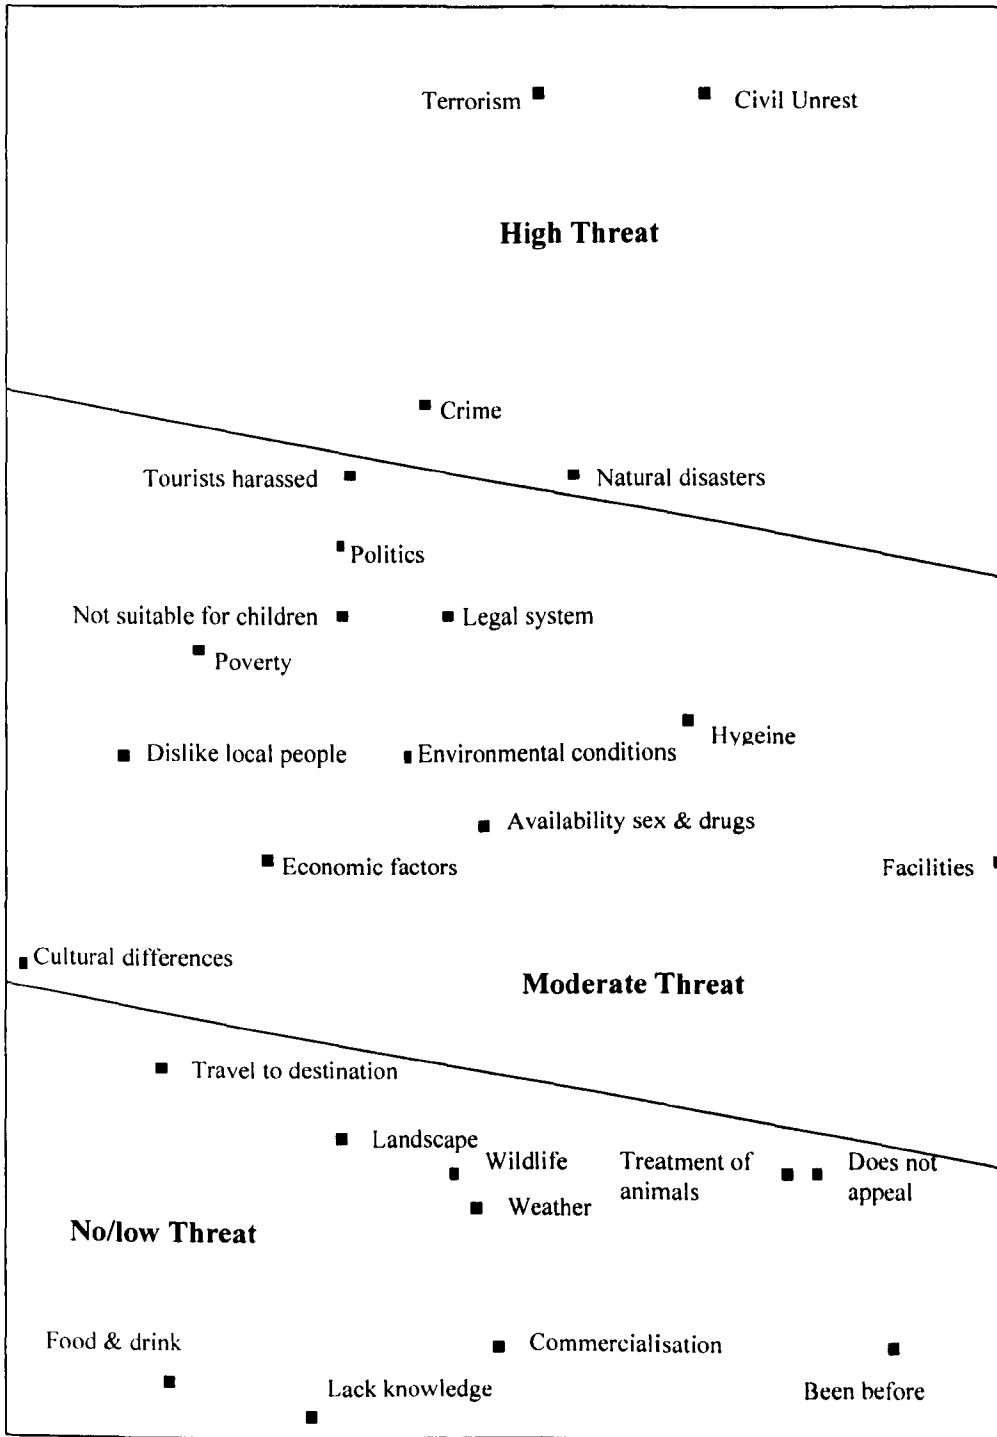 Terrorism
Civil Unrest
High Threat
Crime
Tourists harassed
Natural disasters
Politics
Not suitable for children
Legal system
Poverty
Hygeine
Dislike local people
Environmental conditions
Availability sex & drugs
Economic factors
Facilities
Cultural differences
Moderate Threat
Travel to destination
Landscape
Wildlife
Treatment of
animals
Does not
appeal
Weather
No/low Threat
Food & drink
Commercialisation
Lack knowledge
Been before